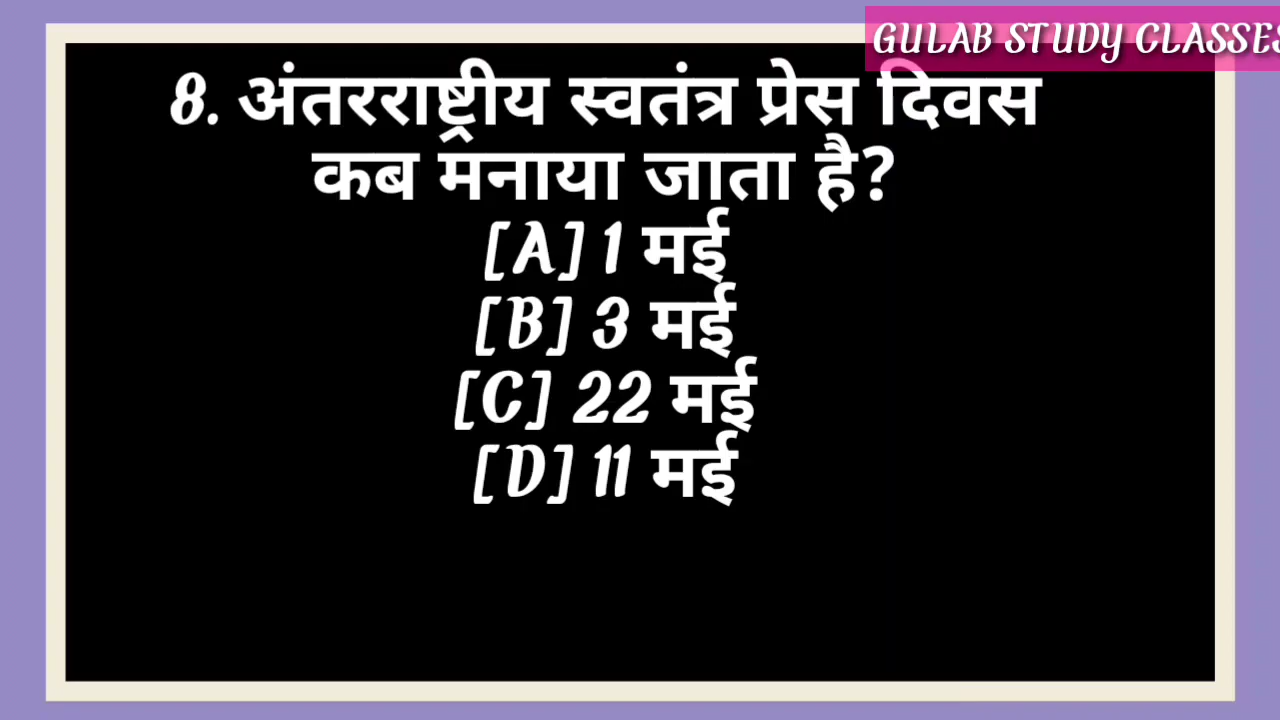 GULAB STUDY CLASSES
8. अंतरराष्ट्रीय स्वतंत्र प्रेस दिवस
कब मनाया जाता है?
[A] 1 मई
[B] 3 मई
[C] 22 मई
[D] 11 मई